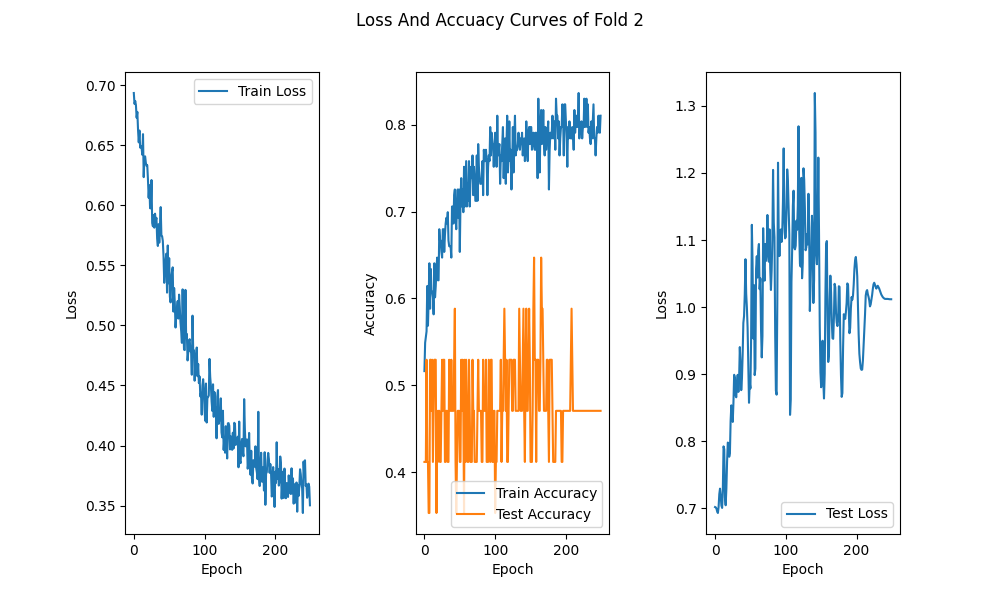 Loss And Accuacy Curves of Fold 2
Loss
0.70
0.65
0.60
0.55
0.50
0.45
0.40
0.35
0
100
200
Epoch
Train Loss
Accuracy
0.8
0.7
0.6
0.5
0.4
0
100
200
Epoch
Train Accuracy
Test Accuracy
Loss
1.3
1.2
1.1
1.0
0.9
0.8
0.7
0
100
200
Epoch
Test Loss